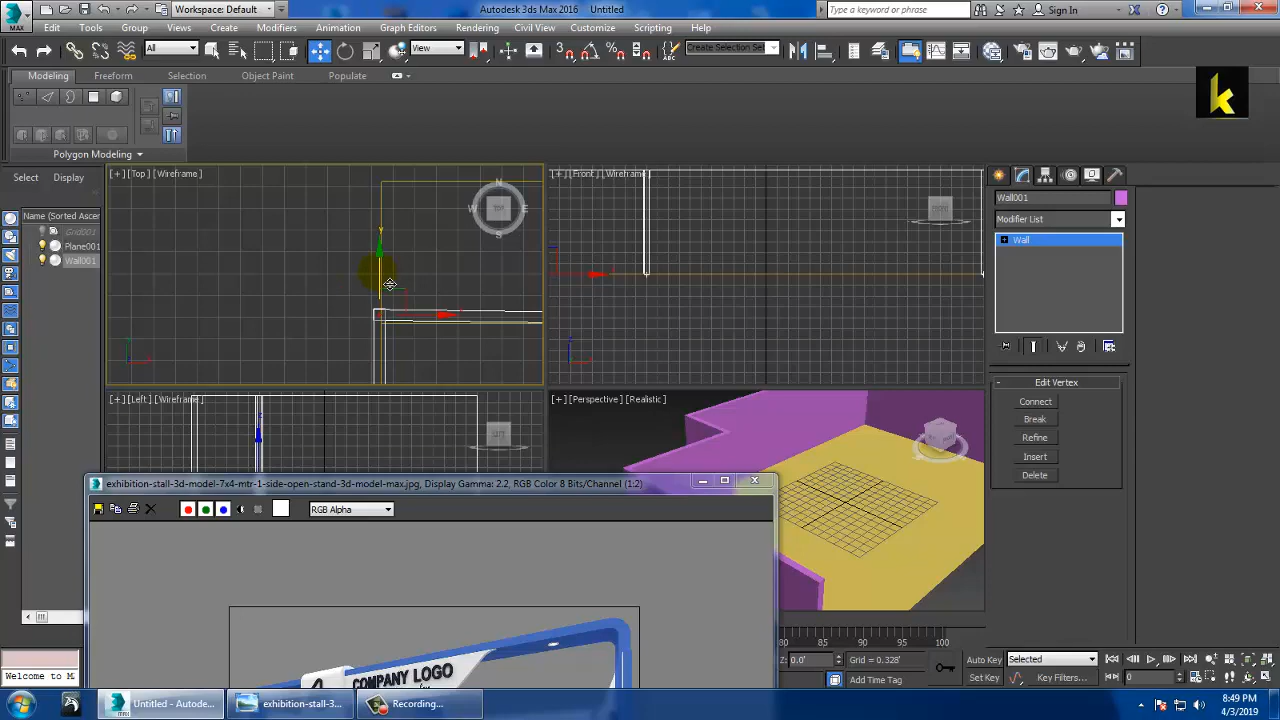 MAX
Workspace: Default
Autodesk 3ds Max 2016
Untitled
Type a keyword or phrase
Sign In
Edit
Tools
Group
Views
Create
Modifiers
Animation
Graph Editors
Rendering
Civil View
Customize
Scripting
Help
All
View
Create Selection Set
Modeling
Freeform
Selection
Object Paint
Populate
Polygon Modeling
Select
Display
[+] [Top] [Wireframe]
[+] [Front] [Wireframe]
Name (Sorted Ascer
Grid001
Plane001
Wall001
N
W
TOP
E
S
Wall001
Modifier List
Wall
Edit Vertex
Connect
Break
Refine
Insert
Delete
[+] [Left] [Wireframe]
[+] [Perspective] [Realistic]
exhibition-stall-3d-model-7x4-mtr-1-side-open-stall-3d-model-max.jpg, Display Gamma: 2.2, RGB Color 8 Bits/Channel (1:2)
RGB Alpha
COMPANY LOGO
80
85
90
95
100
Z: 0.0'
Grid = 0.328'
Add Time Tag
Auto Key
Selected
Set Key
Key Filters...
0
Welcome to M
Untitled - Autodesk...
exhibition-stall-3...
Recording...
8:49 PM
4/3/2019